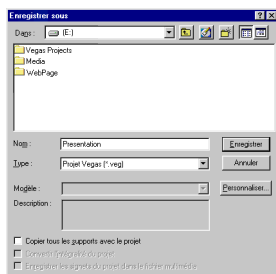 Enregistrer sous
Dans : (E:)
Vegas Projects
Media
WebPage
Nom : Presentation Enregistrer
Type : Projet Vegas (*.veg) Annuler
Modèle : Personnaliser...
Description :
Copier tous les supports avec le projet
Convertir l'intégralité du projet
Enregistrer les signets du projet dans le fichier multimédia